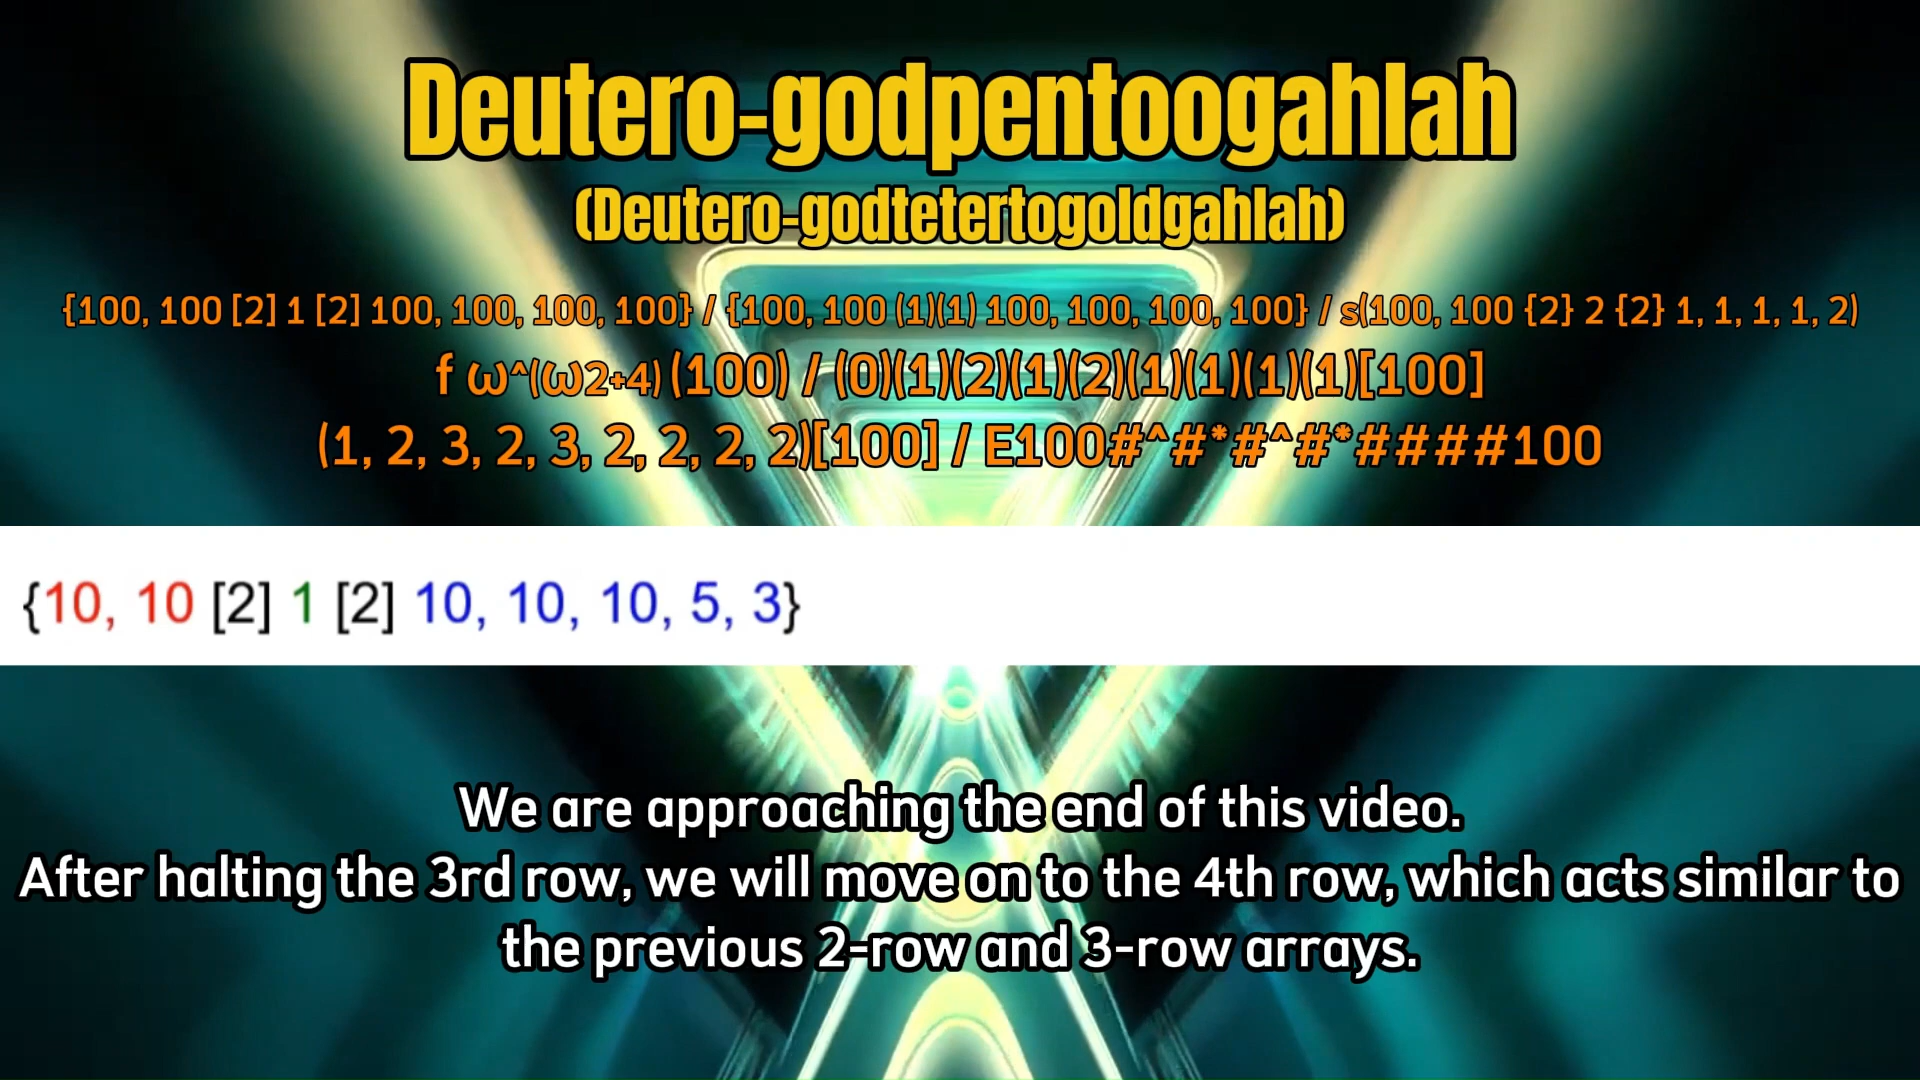 Deutero-godpentoogahlah
(Deutero-godtetertogoldgahlah)
{100, 100 [2] 1 [2] 100, 100, 100, 100} / {100, 100 (1)(1) 100, 100, 100, 100} / s(100, 100 {2} 2 {2} 1, 1, 1, 1, 2)
f ω^(ω2+4) (100) / (0)(1)(2)(1)(2)(1)(1)(1)(1)[100]
(1, 2, 3, 2, 3, 2, 2, 2, 2)[100] / E100#^#*#^#*####100
{10, 10 [2] 1 [2] 10, 10, 10, 5, 3}
We are approaching the end of this video.
After halting the 3rd row, we will move on to the 4th row, which acts similar to
the previous 2-row and 3-row arrays.